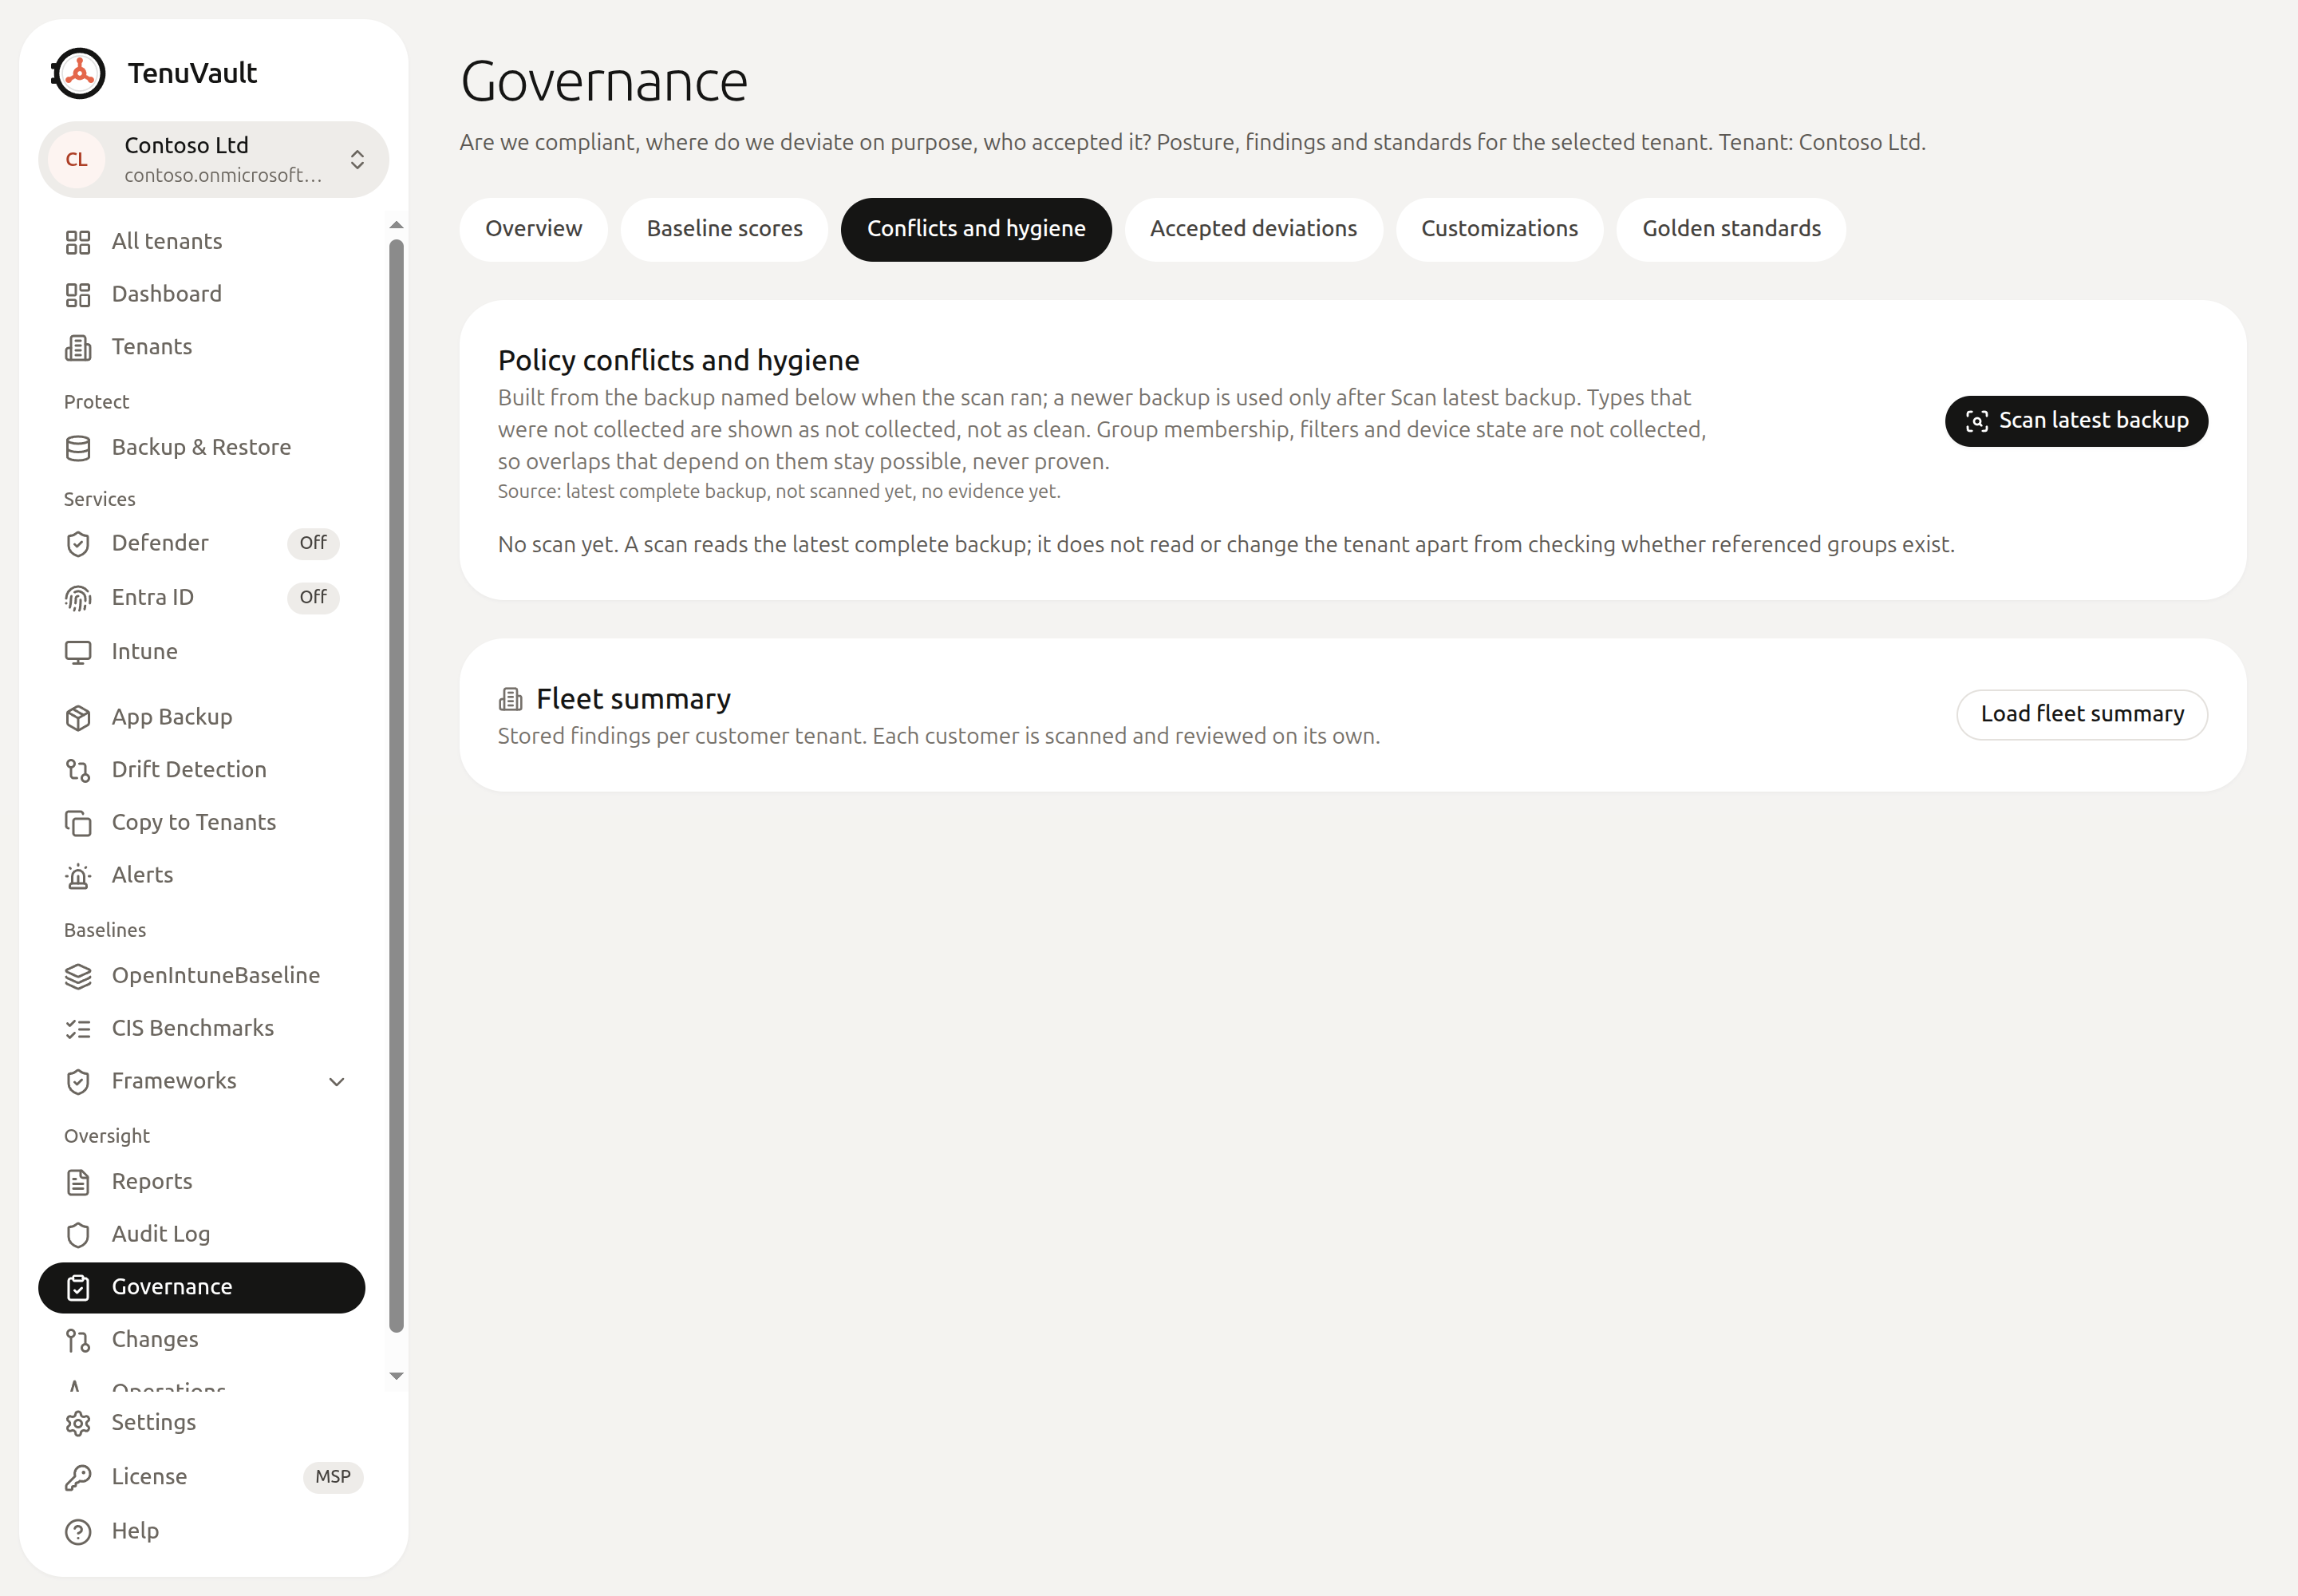 TenuVault
CL
Contoso Ltd
contoso.onmicrosoft...
All tenants
Dashboard
Tenants
Protect
Backup & Restore
Services
Defender Off
Entra ID Off
Intune
App Backup
Drift Detection
Copy to Tenants
Alerts
Baselines
OpenIntuneBaseline
CIS Benchmarks
Frameworks
Oversight
Reports
Audit Log
Governance
Changes
Operations
Settings
License MSP
Help
Governance
Are we compliant, where do we deviate on purpose, who accepted it? Posture, findings and standards for the selected tenant. Tenant: Contoso Ltd.
Overview Baseline scores Conflicts and hygiene Accepted deviations Customizations Golden standards
Policy conflicts and hygiene
Built from the backup named below when the scan ran; a newer backup is used only after Scan latest backup. Types that
were not collected are shown as not collected, not as clean. Group membership, filters and device state are not collected,
so overlaps that depend on them stay possible, never proven.
Source: latest complete backup, not scanned yet, no evidence yet.
Scan latest backup
No scan yet. A scan reads the latest complete backup; it does not read or change the tenant apart from checking whether referenced groups exist.
Fleet summary
Stored findings per customer tenant. Each customer is scanned and reviewed on its own.
Load fleet summary